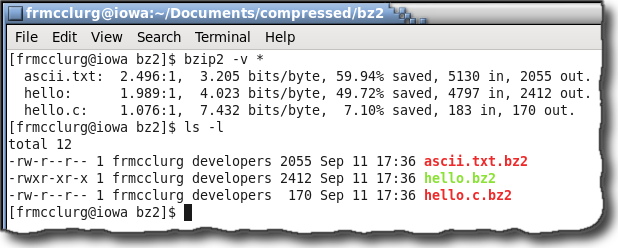 frmcclurg@iowa:~/Documents/compressed/bz2
File Edit View Search Terminal Help
[frmcclurg@iowa bz2]$ bzip2 -v *
  ascii.txt:  2.496:1,  3.205 bits/byte, 59.94% saved, 5130 in, 2055 out.
  hello:      1.989:1,  4.023 bits/byte, 49.72% saved, 4797 in, 2412 out.
  hello.c:    1.076:1,  7.432 bits/byte,  7.10% saved, 183 in, 170 out.
[frmcclurg@iowa bz2]$ ls -l
total 12
-rw-r--r-- 1 frmcclurg developers 2055 Sep 11 17:36 ascii.txt.bz2
-rwxr-xr-x 1 frmcclurg developers 2412 Sep 11 17:36 hello.bz2
-rw-r--r-- 1 frmcclurg developers  170 Sep 11 17:36 hello.c.bz2
[frmcclurg@iowa bz2]$